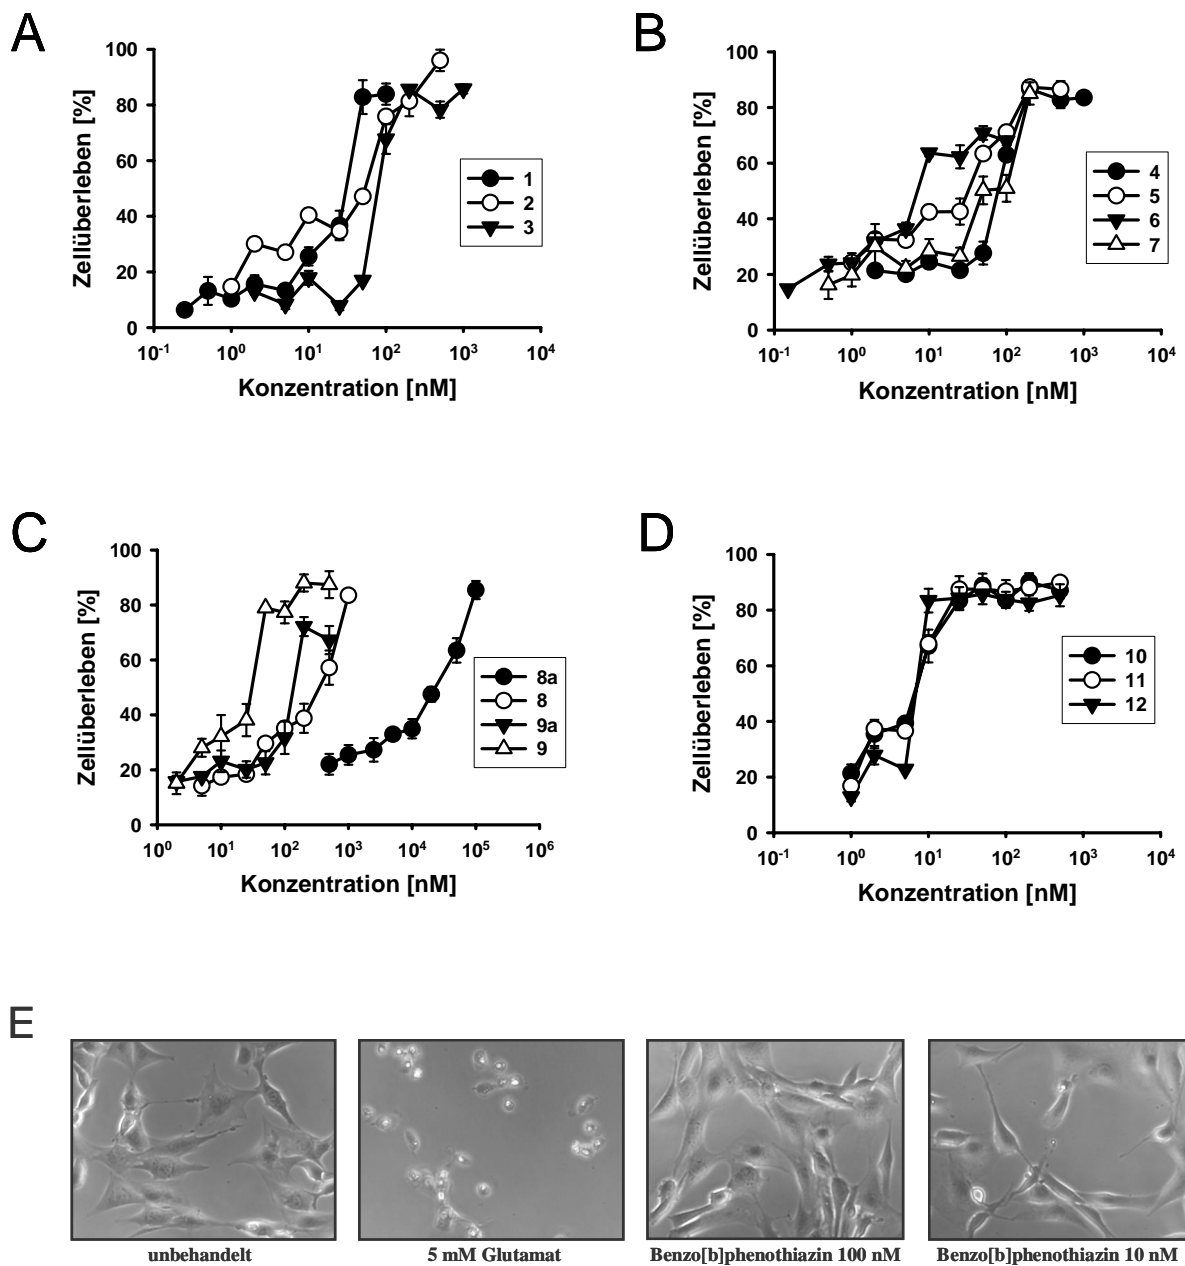 A
Zellüberleben [%]
100
80
60
40
20
0
10⁻¹ 10⁰ 10¹ 10² 10³ 10⁴
Konzentration [nM]
1
2
3
B
Zellüberleben [%]
100
80
60
40
20
0
10⁻¹ 10⁰ 10¹ 10² 10³ 10⁴
Konzentration [nM]
4
5
6
7
C
Zellüberleben [%]
100
80
60
40
20
0
10⁰ 10¹ 10² 10³ 10⁴ 10⁵ 10⁶
Konzentration [nM]
8a
8
9a
9
D
Zellüberleben [%]
100
80
60
40
20
0
10⁻¹ 10⁰ 10¹ 10² 10³ 10⁴
Konzentration [nM]
10
11
12
E
unbehandelt
5 mM Glutamat
Benzo[b]phenothiazin 100 nM
Benzo[b]phenothiazin 10 nM